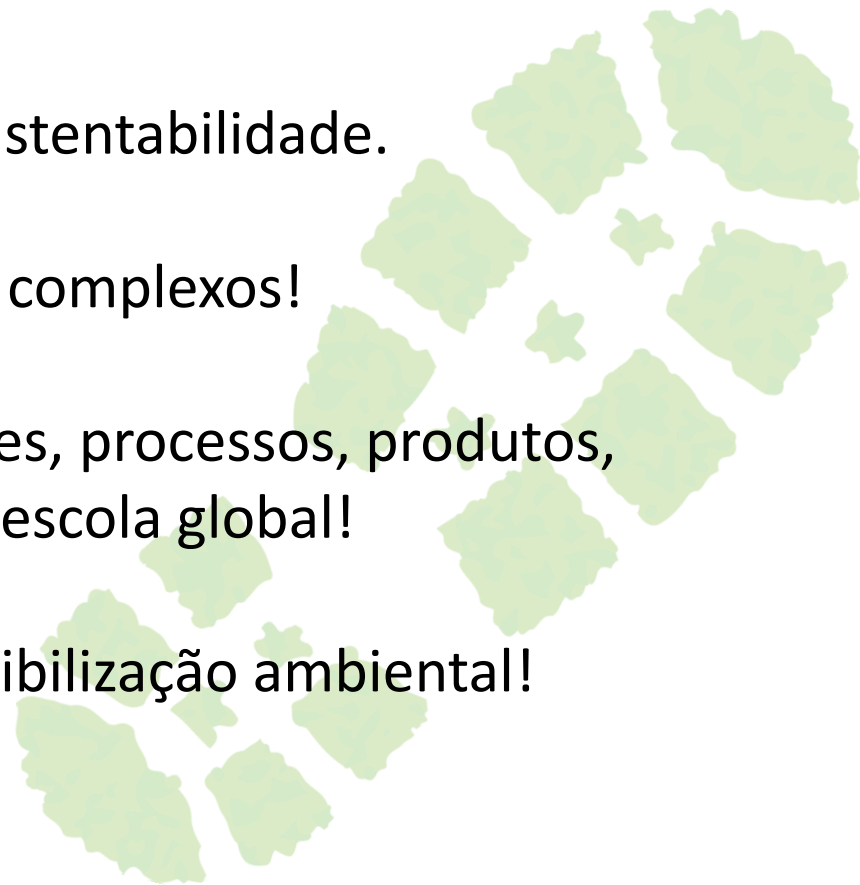 stentabilidade.
complexos!
es, processos, produtos,
escola global!
ibilização ambiental!